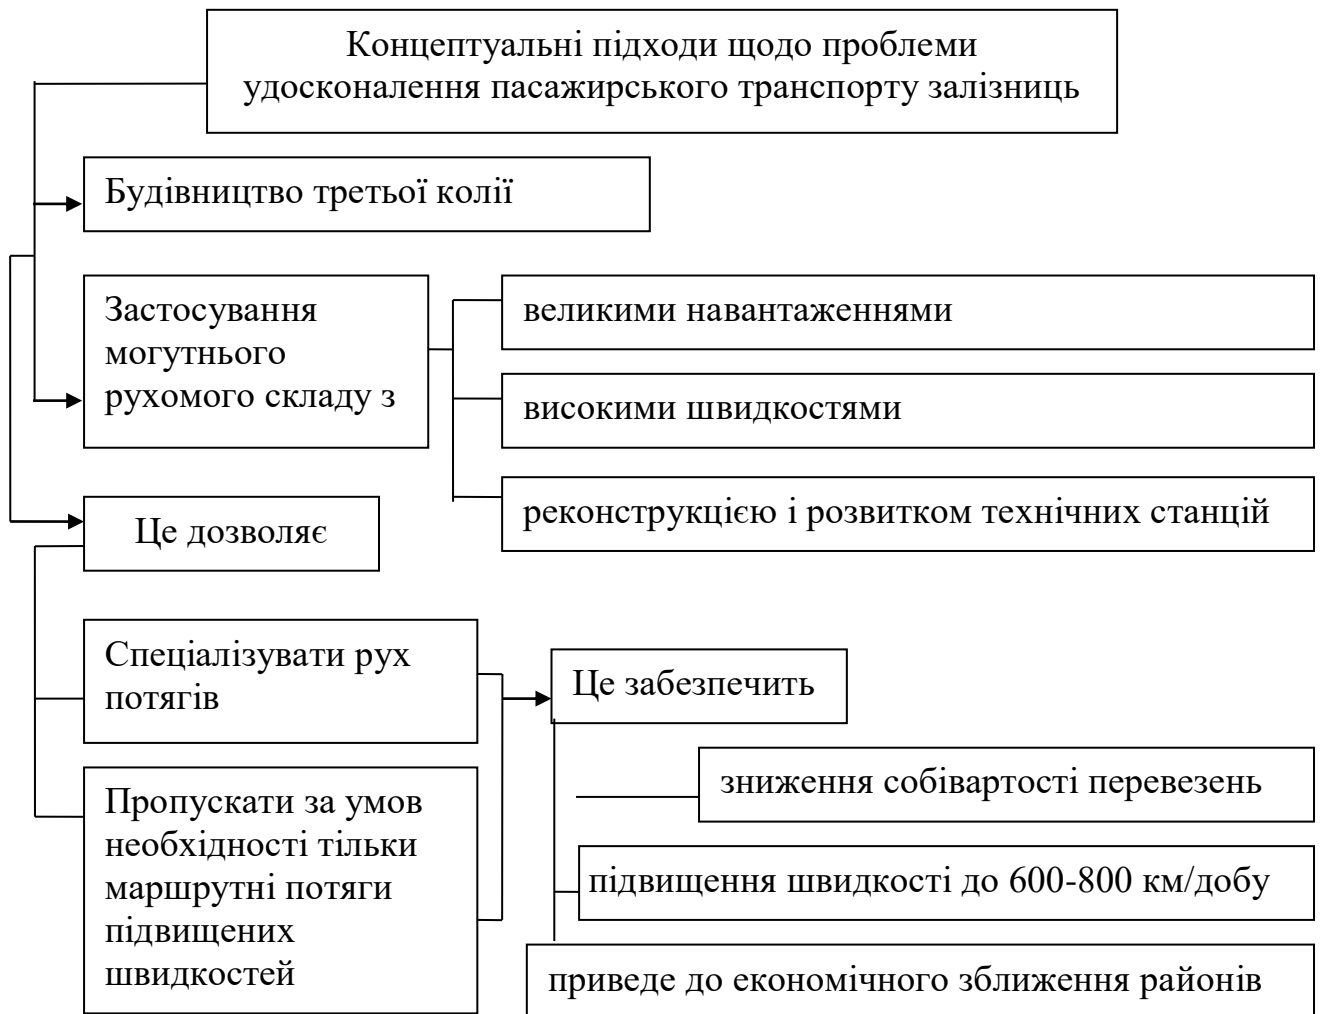 Концептуальні підходи щодо проблеми
удосконалення пасажирського транспорту залізниць
Будівництво третьої колії
Застосування
могутнього
рухомого складу з
великими навантаженнями
високими швидкостями
реконструкцією і розвитком технічних станцій
Це дозволяє
Спеціалізувати рух
потягів
Пропускати за умов
необхідності тільки
маршрутні потяги
підвищених
швидкостей
Це забезпечить
зниження собівартості перевезень
підвищення швидкості до 600-800 км/добу
приведе до економічного зближення районів